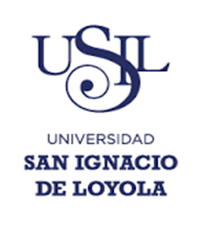 USIL
UNIVERSIDAD
SAN IGNACIO
DE LOYOLA